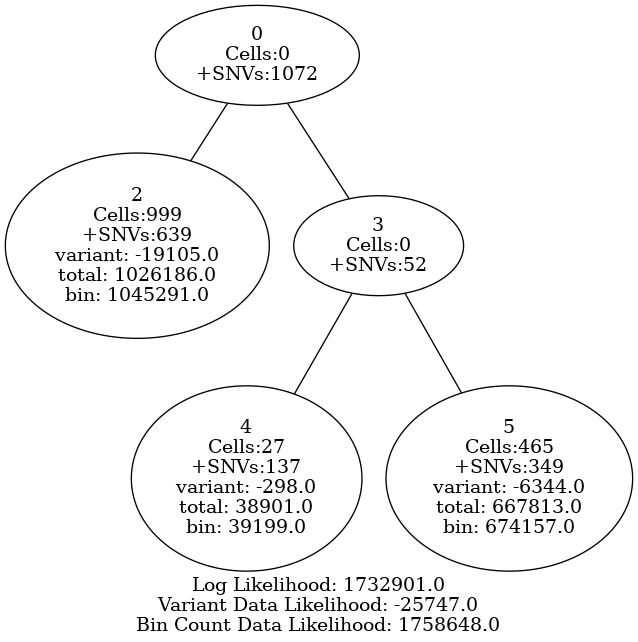 0
Cells:0
+SNVs:1072
2
Cells:999
+SNVs:639
variant: -19105.0
total: 1026186.0
bin: 1045291.0
3
Cells:0
+SNVs:52
4
Cells:27
+SNVs:137
variant: -298.0
total: 38901.0
bin: 39199.0
5
Cells:465
+SNVs:349
variant: -6344.0
total: 667813.0
bin: 674157.0
Log Likelihood: 1732901.0
Variant Data Likelihood: -25747.0
Bin Count Data Likelihood: 1758648.0